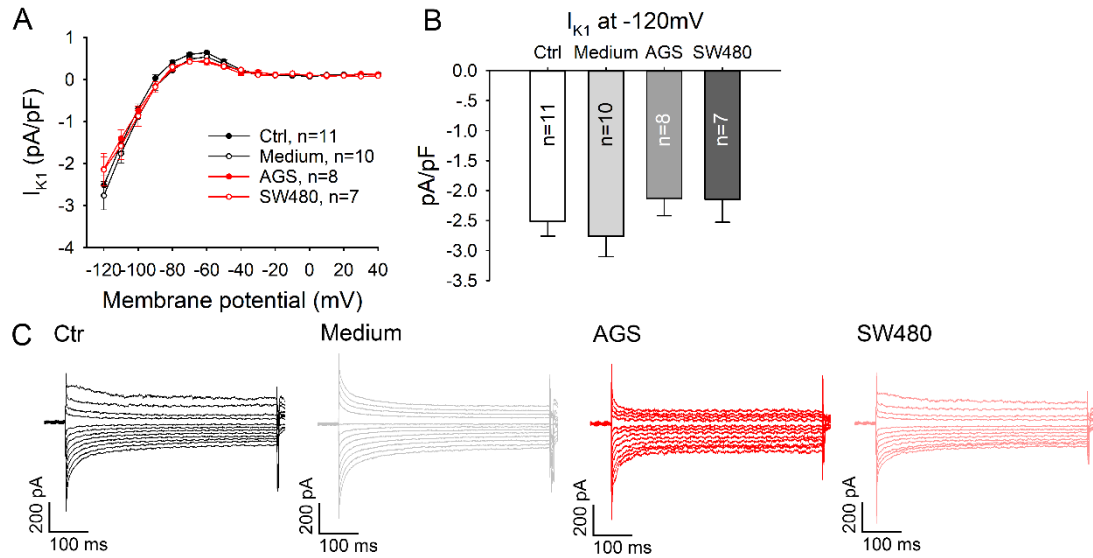 A
I_K1 (pA/pF)
1
0
-1
-2
-3
-4
Ctrl, n=11
Medium, n=10
AGS, n=8
SW480, n=7
-120 -100 -80 -60 -40 -20 0 20 40
Membrane potential (mV)
B
I_K1 at -120mV
Ctrl Medium AGS SW480
pA/pF
0.0
-.5
-1.0
-1.5
-2.0
-2.5
-3.0
-3.5
n=11
n=10
n=8
n=7
C
Ctr
Medium
AGS
SW480
200 pA
100 ms
200 pA
100 ms
200 pA
100 ms
200 pA
100 ms